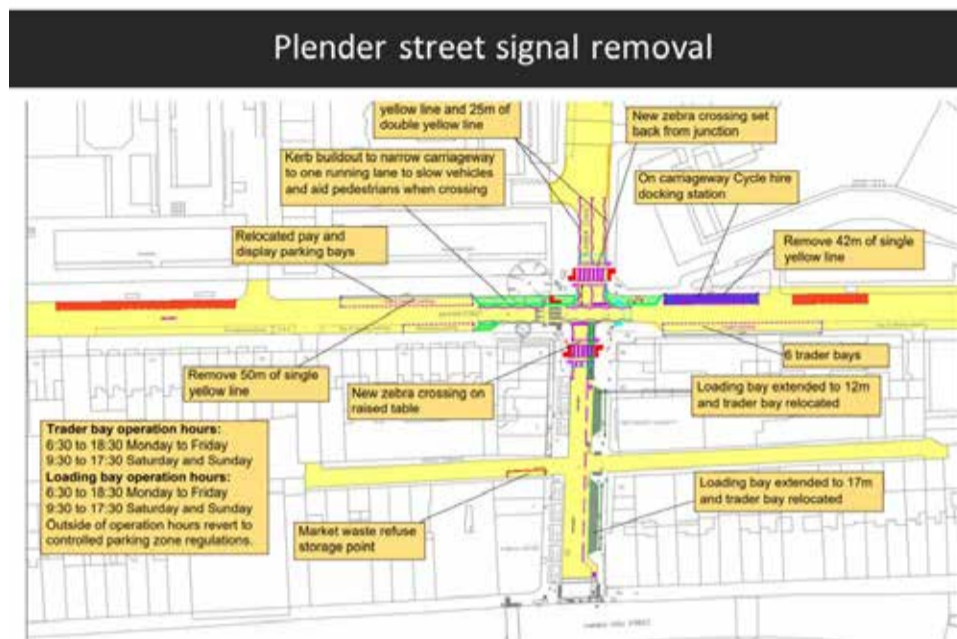 Plender street signal removal
yellow line and 25m of
double yellow line
New zebra crossing set
back from junction
Kerb buildout to narrow carriageway
to one running lane to slow vehicles
and aid pedestrians when crossing
On carriageway Cycle hire
docking station
Relocated pay and
display parking bays
Remove 42m of single
yellow line
Remove 50m of single
yellow line
New zebra crossing on
raised table
6 trader bays
Loading bay extended to 12m
and trader bay relocated
Trader bay operation hours:
6:30 to 18:30 Monday to Friday
9:30 to 17:30 Saturday and Sunday
Loading bay operation hours:
6:30 to 18:30 Monday to Friday
9:30 to 17:30 Saturday and Sunday
Outside of operation hours revert to
controlled parking zone regulations.
Market waste refuse
storage point
Loading bay extended to 17m
and trader bay relocated
CAMDEN HIGH STREET